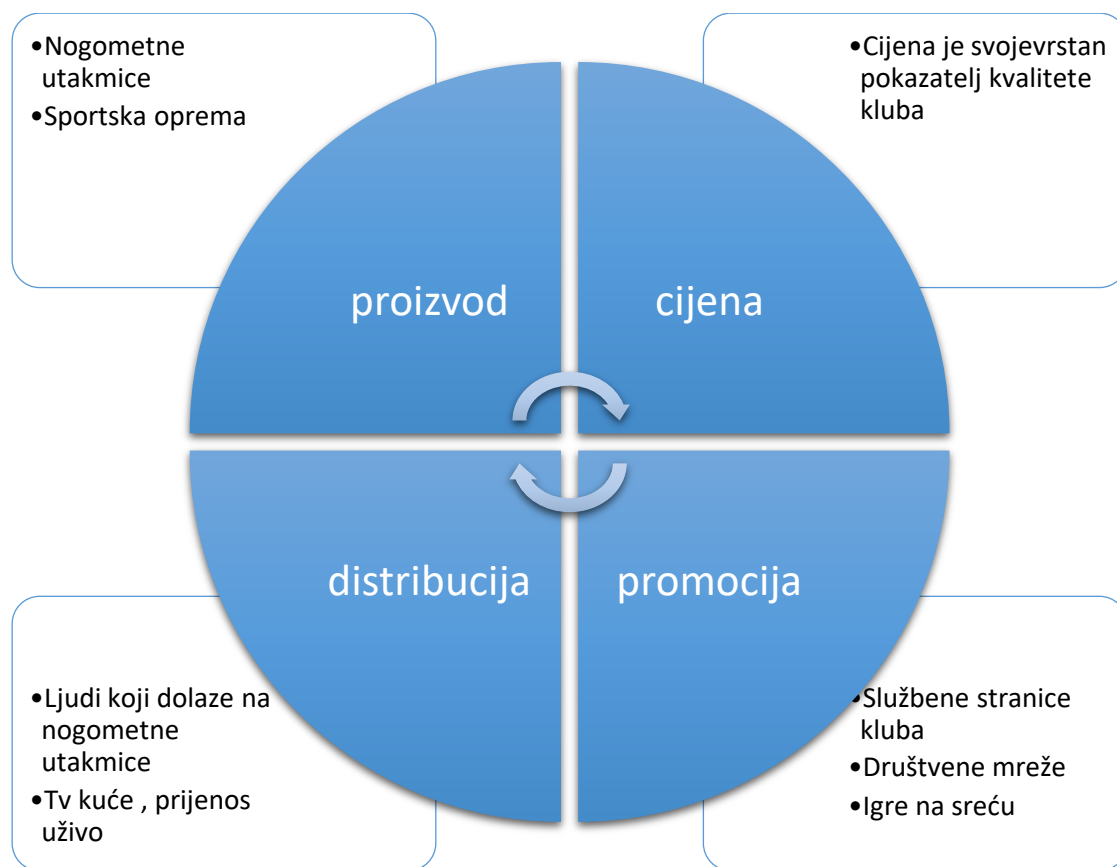 •Nogometne
utakmice
•Sportska oprema
•Cijena je svojevrstan
pokazatelj kvalitete
kluba
proizvod
cijena
distribucija
promocija
•Ljudi koji dolaze na
nogometne
utakmice
•Tv kuće , prijenos
uživo
•Službene stranice
kluba
•Društvene mreže
•Igre na sreću